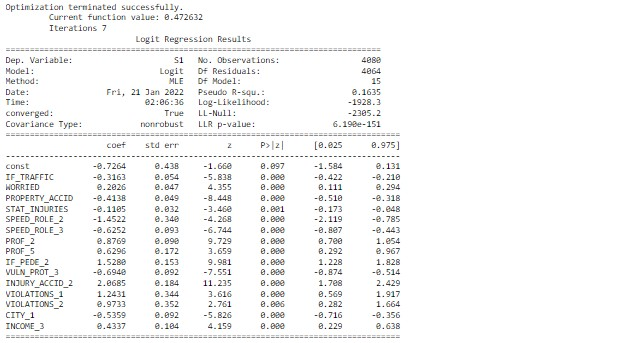 Optimization terminated successfully.
Current function value: 0.472632
Iterations 7
Logit Regression Results
Dep. Variable: S1 No. Observations: 4080
Model: Logit Df Residuals: 4064
Method: MLE Df Model: 15
Date: Fri, 21 Jan 2022 Pseudo R-squ.: 0.1635
Time: 02:06:36 Log-Likelihood: -1928.3
converged: True LL-Null: -2305.2
Covariance Type: nonrobust LLR p-value: 6.190e-151
coef std err z P>|z| [0.025 0.975]
const -0.7264 0.438 -1.660 0.097 -1.584 0.131
IF_TRAFFIC -0.3163 0.054 -5.838 0.000 -0.422 -0.210
WORRIED 0.2026 0.047 4.355 0.000 0.111 0.294
PROPERTY_ACCID -0.4138 0.049 -8.448 0.000 -0.510 -0.318
STAT_INJURIES -0.1105 0.032 -3.460 0.001 -0.173 -0.048
SPEED_ROLE_2 -1.4522 0.340 -4.268 0.000 -2.119 -0.785
SPEED_ROLE_3 -0.6252 0.093 -6.744 0.000 -0.807 -0.443
PROF_2 0.8769 0.090 9.729 0.000 0.700 1.054
PROF_5 0.6296 0.172 3.659 0.000 0.292 0.967
IF_PEDE_2 1.5280 0.153 9.981 0.000 1.228 1.828
VULN_PROT_3 -0.6940 0.092 -7.551 0.000 -0.874 -0.514
INJURY_ACCID_2 2.0685 0.184 11.235 0.000 1.708 2.429
VIOLATIONS_1 1.2431 0.344 3.616 0.000 0.569 1.917
VIOLATIONS_2 0.9733 0.352 2.761 0.006 0.282 1.664
CITY_1 -0.5359 0.092 -5.826 0.000 -0.716 -0.356
INCOME_3 0.4337 0.104 4.159 0.000 0.229 0.638